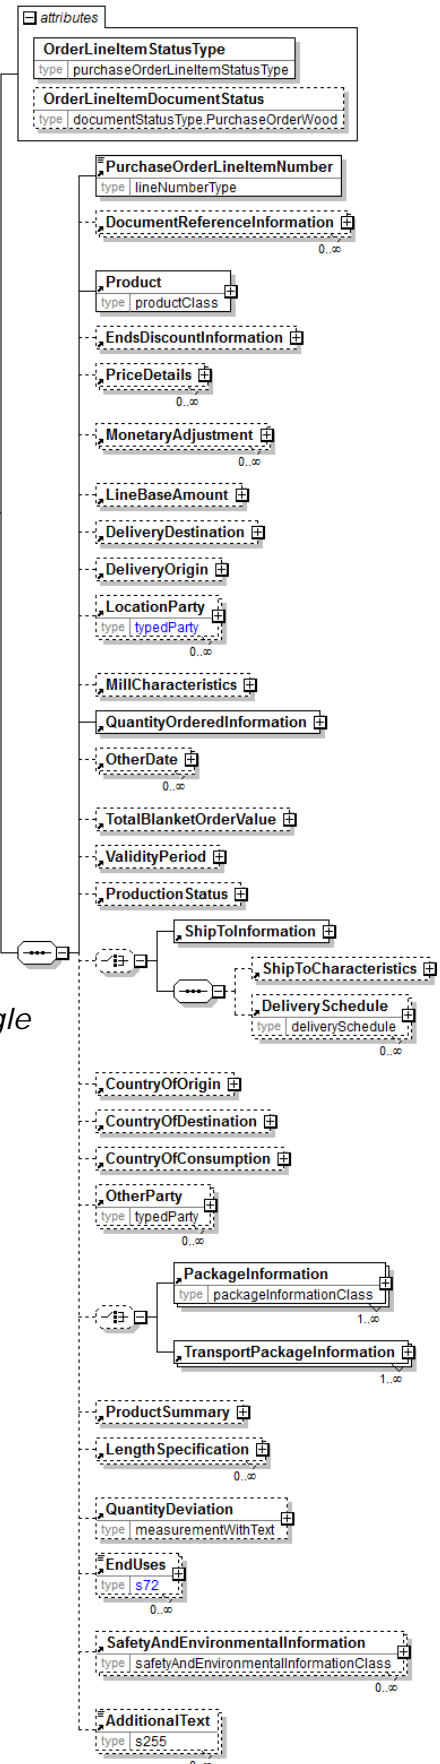 attributes
OrderLineItemStatusType
type purchaseOrderLineItemStatusType
OrderLineItemDocumentStatus
type documentStatusType.PurchaseOrderWood
PurchaseOrderLineItemNumber
type lineNumberType
DocumentReferenceInformation
0..∞
Product
type productClass
EndsDiscountInformation
PriceDetails
0..∞
MonetaryAdjustment
0..∞
LineBaseAmount
DeliveryDestination
DeliveryOrigin
LocationParty
type typedParty
0..∞
MillCharacteristics
QuantityOrderedInformation
OtherDate
0..∞
TotalBlanketOrderValue
ValidityPeriod
ProductionStatus
ShipToInformation
ShipToCharacteristics
DeliverySchedule
type deliverySchedule
0..∞
gle
CountryOfOrigin
CountryOfDestination
CountryOfConsumption
OtherParty
type typedParty
0..∞
PackageInformation
type packageInformationClass
1..∞
TransportPackageInformation
1..∞
ProductSummary
LengthSpecification
0..∞
QuantityDeviation
type measurementWithText
EndUses
type s72
0..∞
SafetyAndEnvironmentalInformation
type safetyAndEnvironmentalInformationClass
0..∞
AdditionalText
type s255